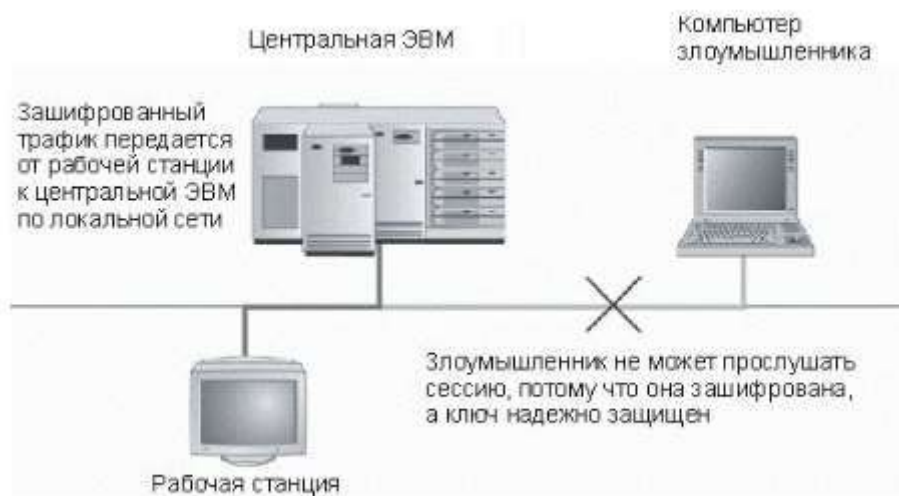 Центральная ЭВМ
Компьютер
злоумышленника
Зашифрованный
трафик передается
от рабочей станции
к центральной ЭВМ
по локальной сети
Злоумышленник не может прослушать
сессию, потому что она зашифрована,
а ключ надежно защищен
Рабочая станция